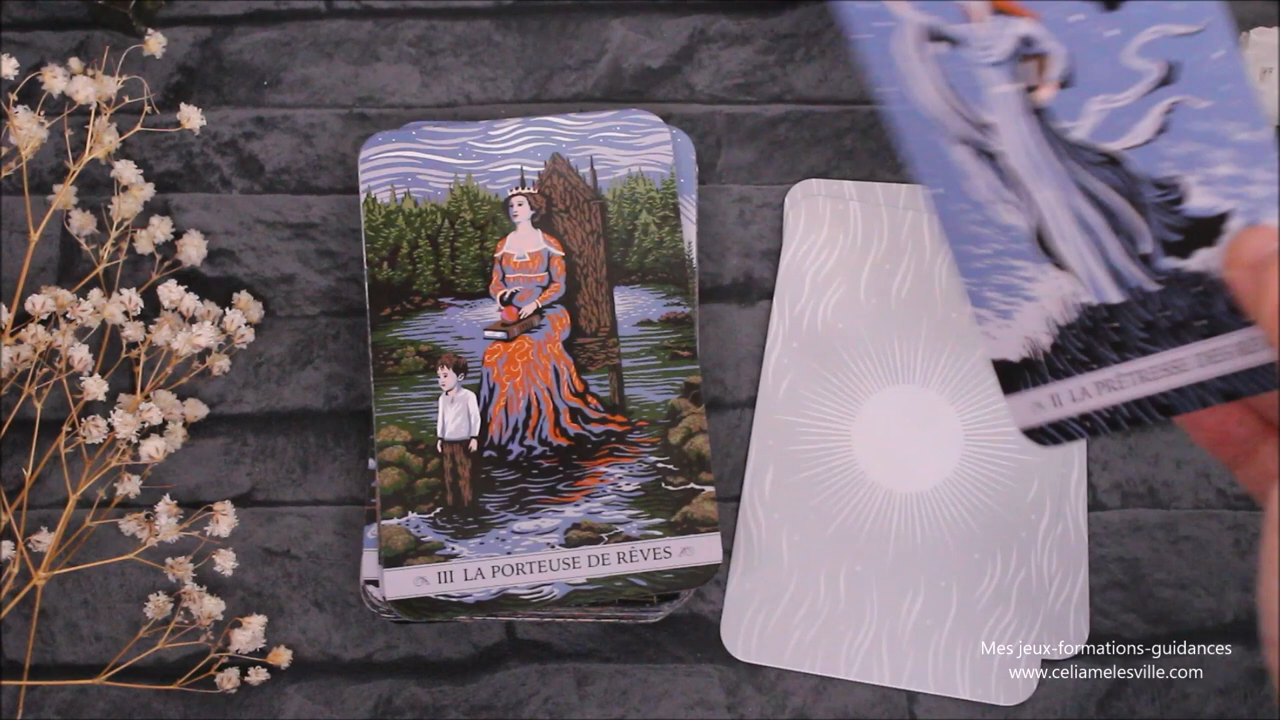 III LA PORTEUSE DE RÊVES
II LA PRÊTRESSE
Mes jeux-formations-guidances
www.celiamelesville.com